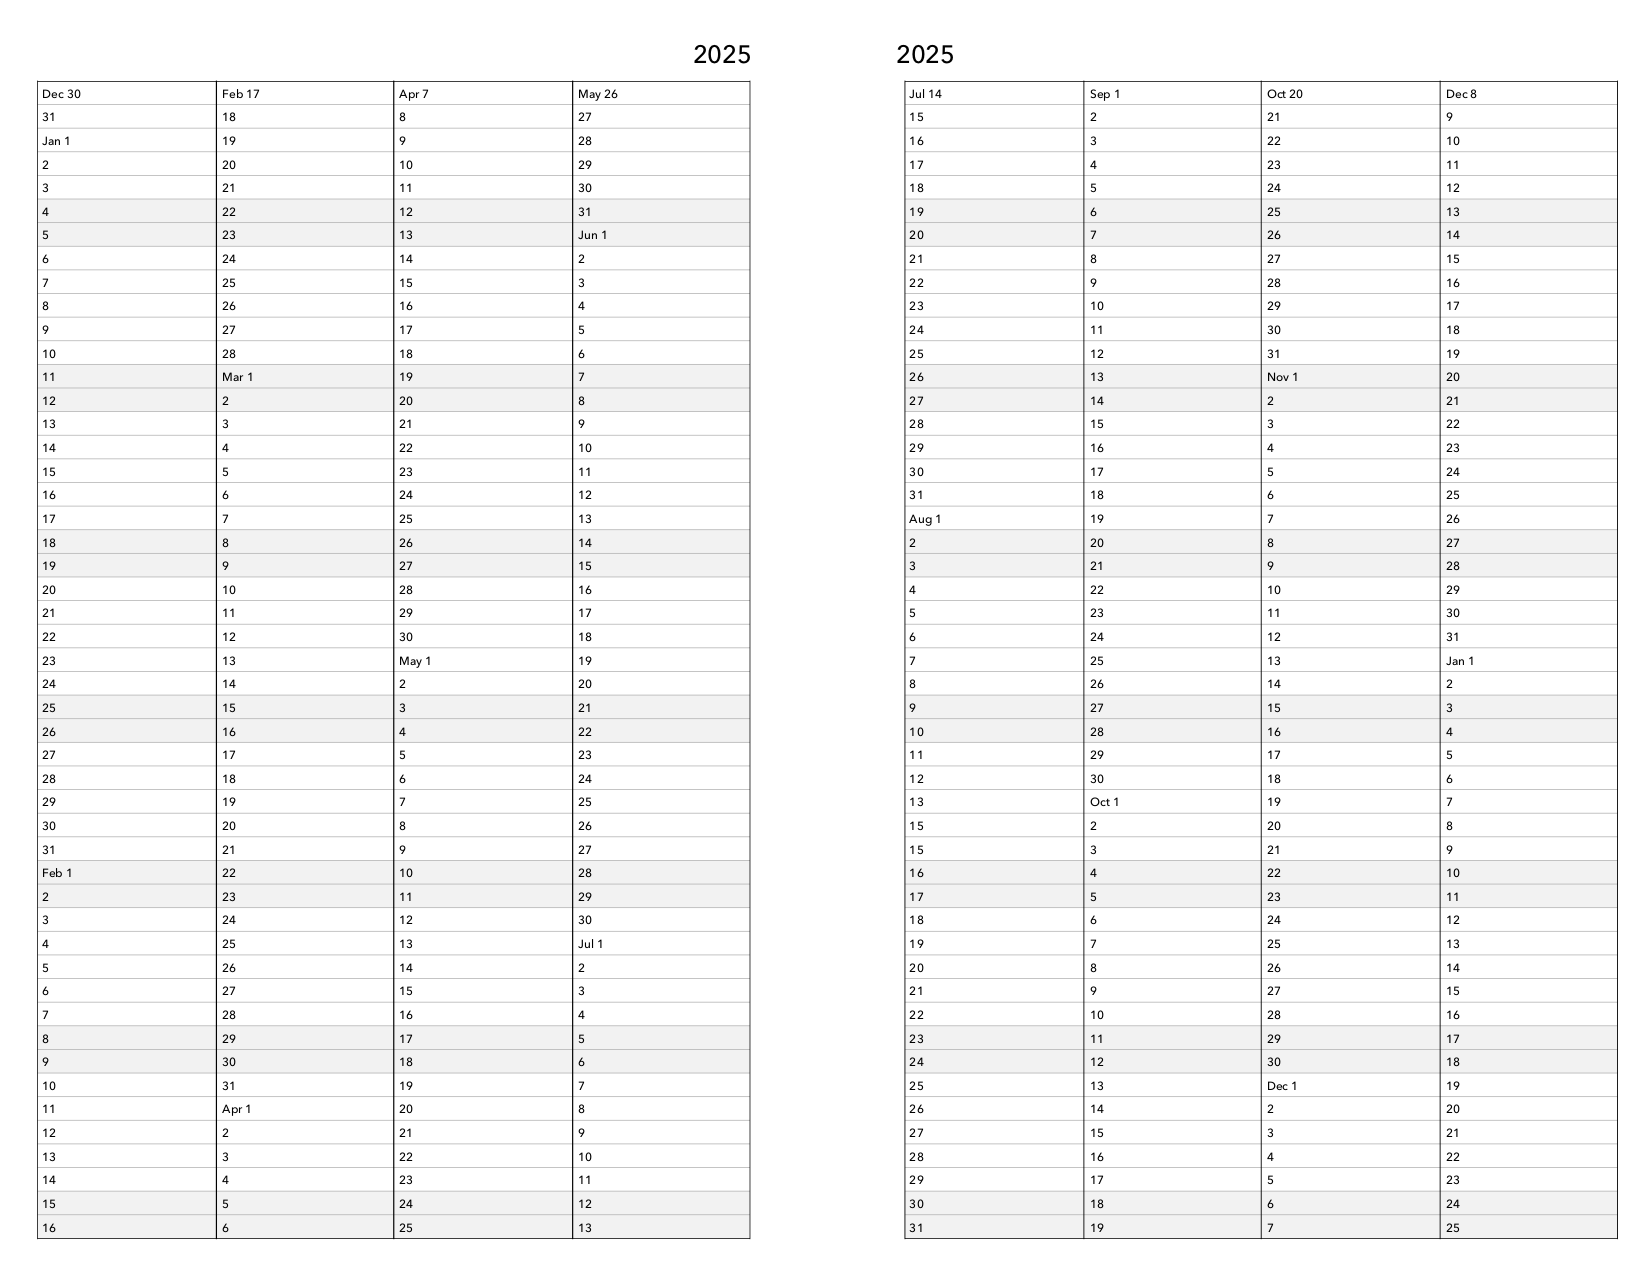 2025
Dec 30 Feb 17 Apr 7 May 26
31 18 8 27
Jan 1 19 9 28
2 20 10 29
3 21 11 30
4 22 12 31
5 23 13 Jun 1
6 24 14 2
7 25 15 3
8 26 16 4
9 27 17 5
10 28 18 6
11 Mar 1 19 7
12 2 20 8
13 3 21 9
14 4 22 10
15 5 23 11
16 6 24 12
17 7 25 13
18 8 26 14
19 9 27 15
20 10 28 16
21 11 29 17
22 12 30 18
23 13 May 1 19
24 14 2 20
25 15 3 21
26 16 4 22
27 17 5 23
28 18 6 24
29 19 7 25
30 20 8 26
31 21 9 27
Feb 1 22 10 28
2 23 11 29
3 24 12 30
4 25 13 Jul 1
5 26 14 2
6 27 15 3
7 28 16 4
8 29 17 5
9 30 18 6
10 31 19 7
11 Apr 1 20 8
12 2 21 9
13 3 22 10
14 4 23 11
15 5 24 12
16 6 25 13
2025
Jul 14 Sep 1 Oct 20 Dec 8
15 2 21 9
16 3 22 10
17 4 23 11
18 5 24 12
19 6 25 13
20 7 26 14
21 8 27 15
22 9 28 16
23 10 29 17
24 11 30 18
25 12 31 19
26 13 Nov 1 20
27 14 2 21
28 15 3 22
29 16 4 23
30 17 5 24
31 18 6 25
Aug 1 19 7 26
2 20 8 27
3 21 9 28
4 22 10 29
5 23 11 30
6 24 12 31
7 25 13 Jan 1
8 26 14 2
9 27 15 3
10 28 16 4
11 29 17 5
12 30 18 6
13 Oct 1 19 7
15 2 20 8
15 3 21 9
16 4 22 10
17 5 23 11
18 6 24 12
19 7 25 13
20 8 26 14
21 9 27 15
22 10 28 16
23 11 29 17
24 12 30 18
25 13 Dec 1 19
26 14 2 20
27 15 3 21
28 16 4 22
29 17 5 23
30 18 6 24
31 19 7 25